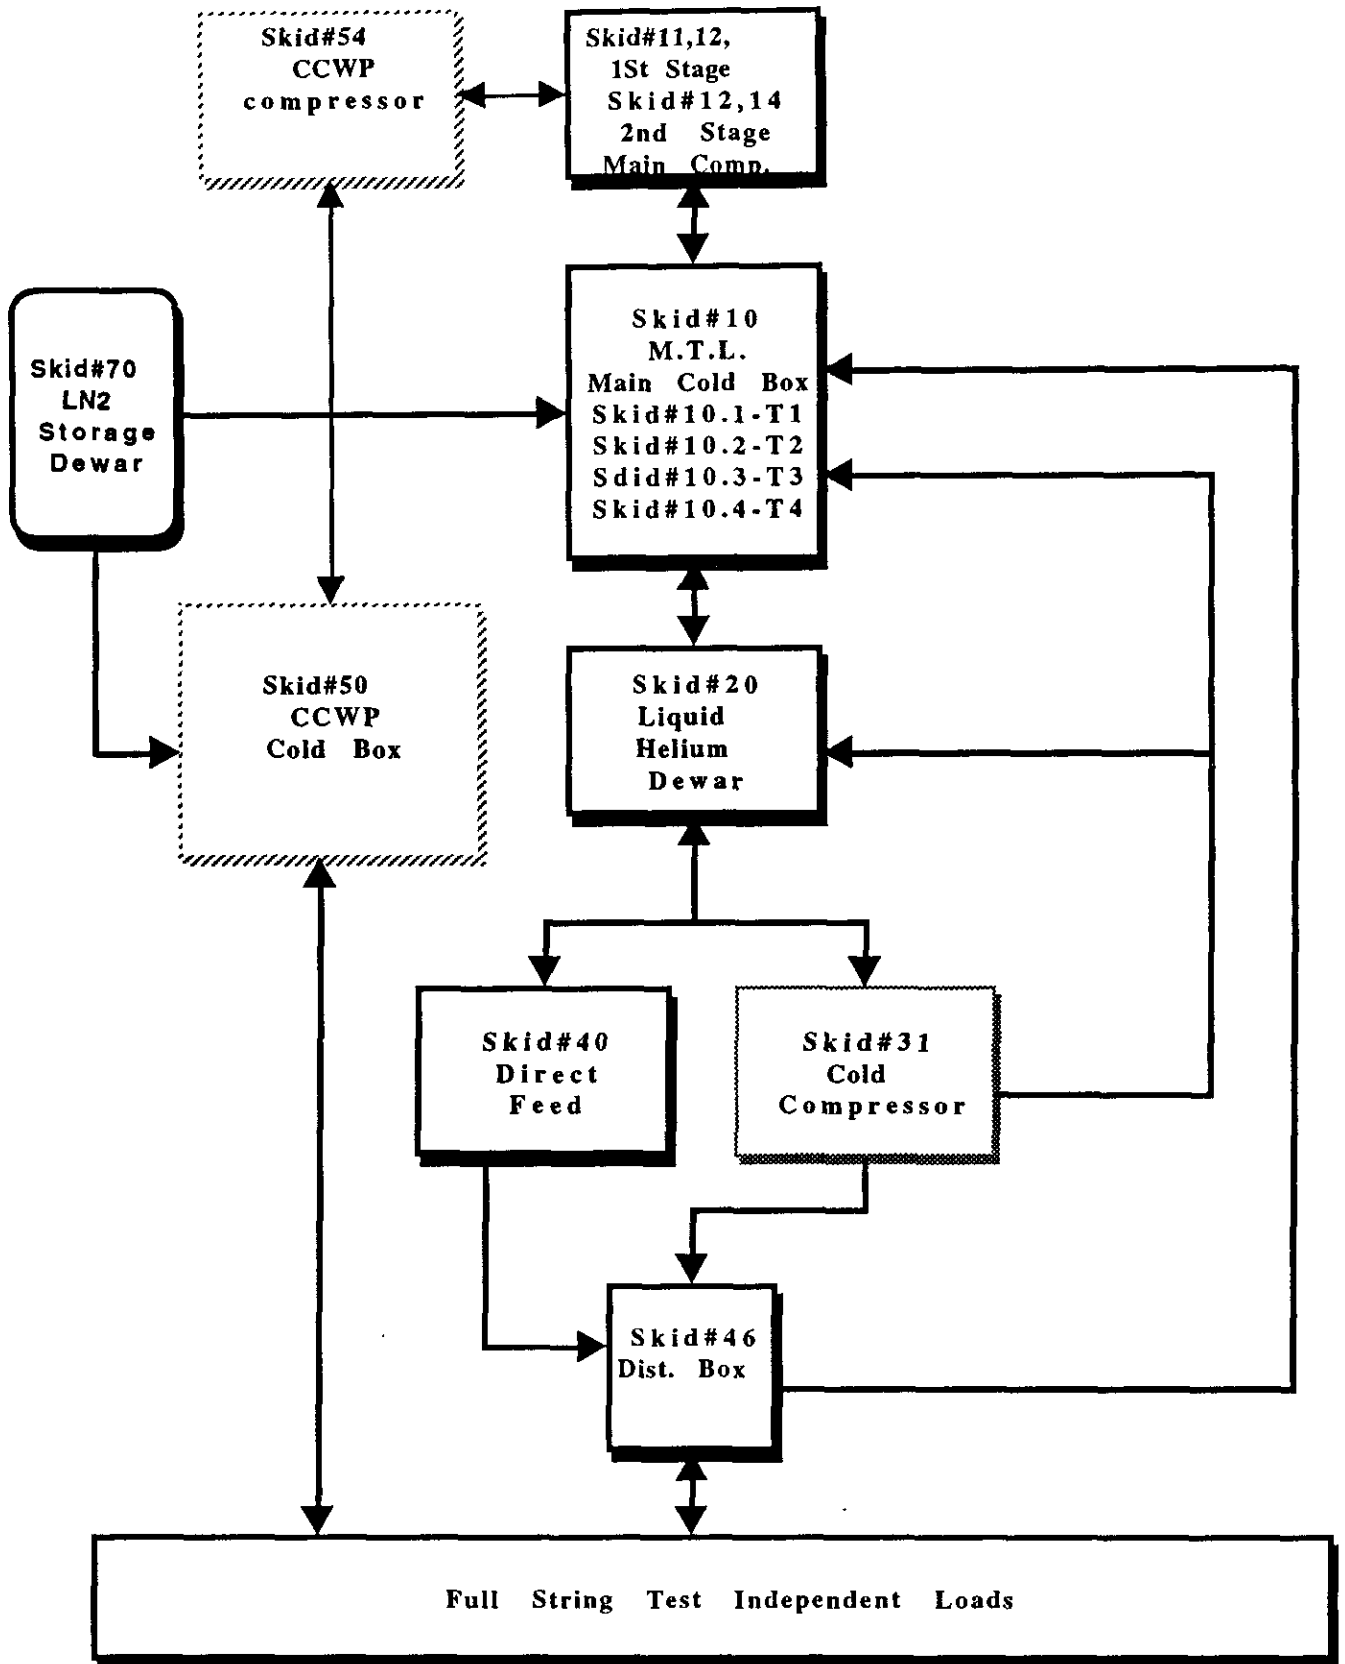 Skid#54
CCWP
compressor
Skid#11,12,
1St Stage
Skid#12,14
2nd Stage
Main Comp.
Skid#70
LN2
Storage
Dewar
Skid#10
M.T.L.
Main Cold Box
Skid#10.1-T1
Skid#10.2-T2
Sdid#10.3-T3
Skid#10.4-T4
Skid#50
CCWP
Cold Box
Skid#20
Liquid
Helium
Dewar
Skid#40
Direct
Feed
Skid#31
Cold
Compressor
Skid#46
Dist. Box
Full String Test Independent Loads